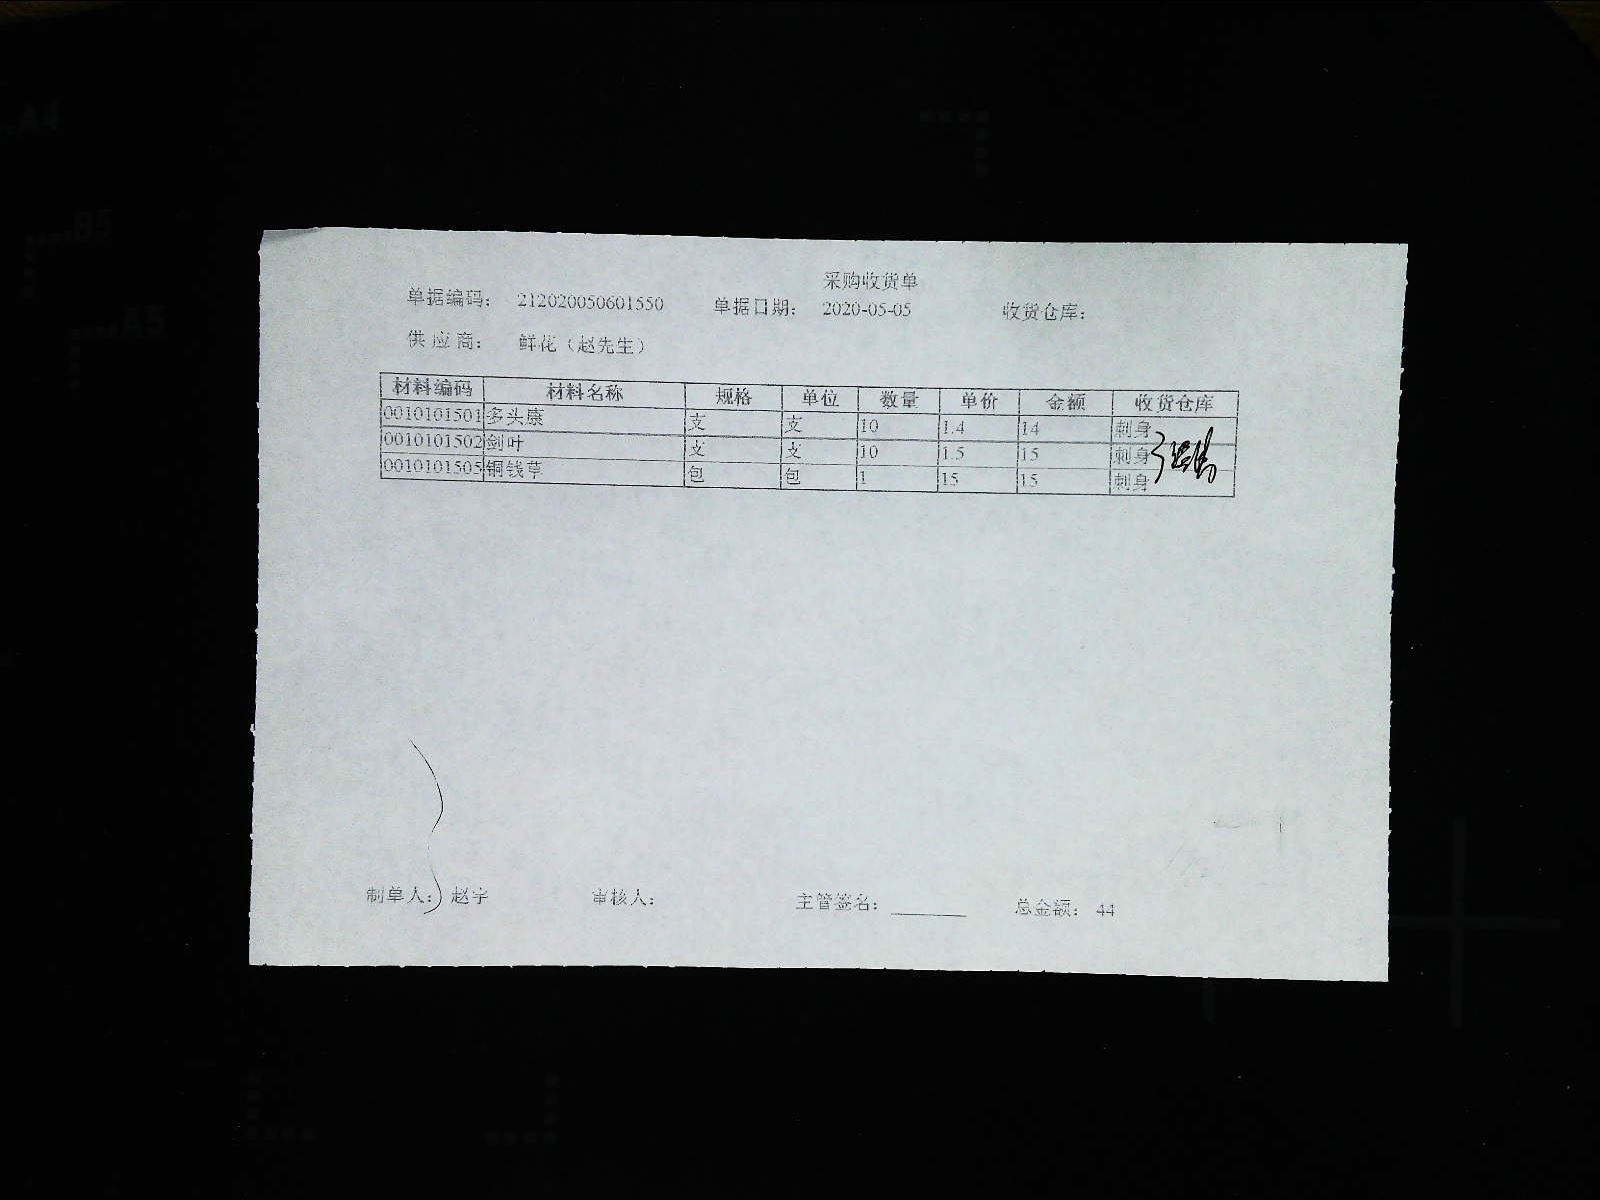 采购收货单
单据编码： 212020050601550 单据日期： 2020-05-05 收货仓库：
供 应 商： 鲜花（赵先生）
材料编码 材料名称 规格 单位 数量 单价 金额 收货仓库
0010101501 多头康 支 支 10 1.4 14 刺身
0010101502 剑叶 支 支 10 1.5 15 刺身
0010101505 铜钱草 包 包 1 15 15 刺身
制单人： 赵宇 审核人： 主管签名： 总金额： 44
A4
B5
A5